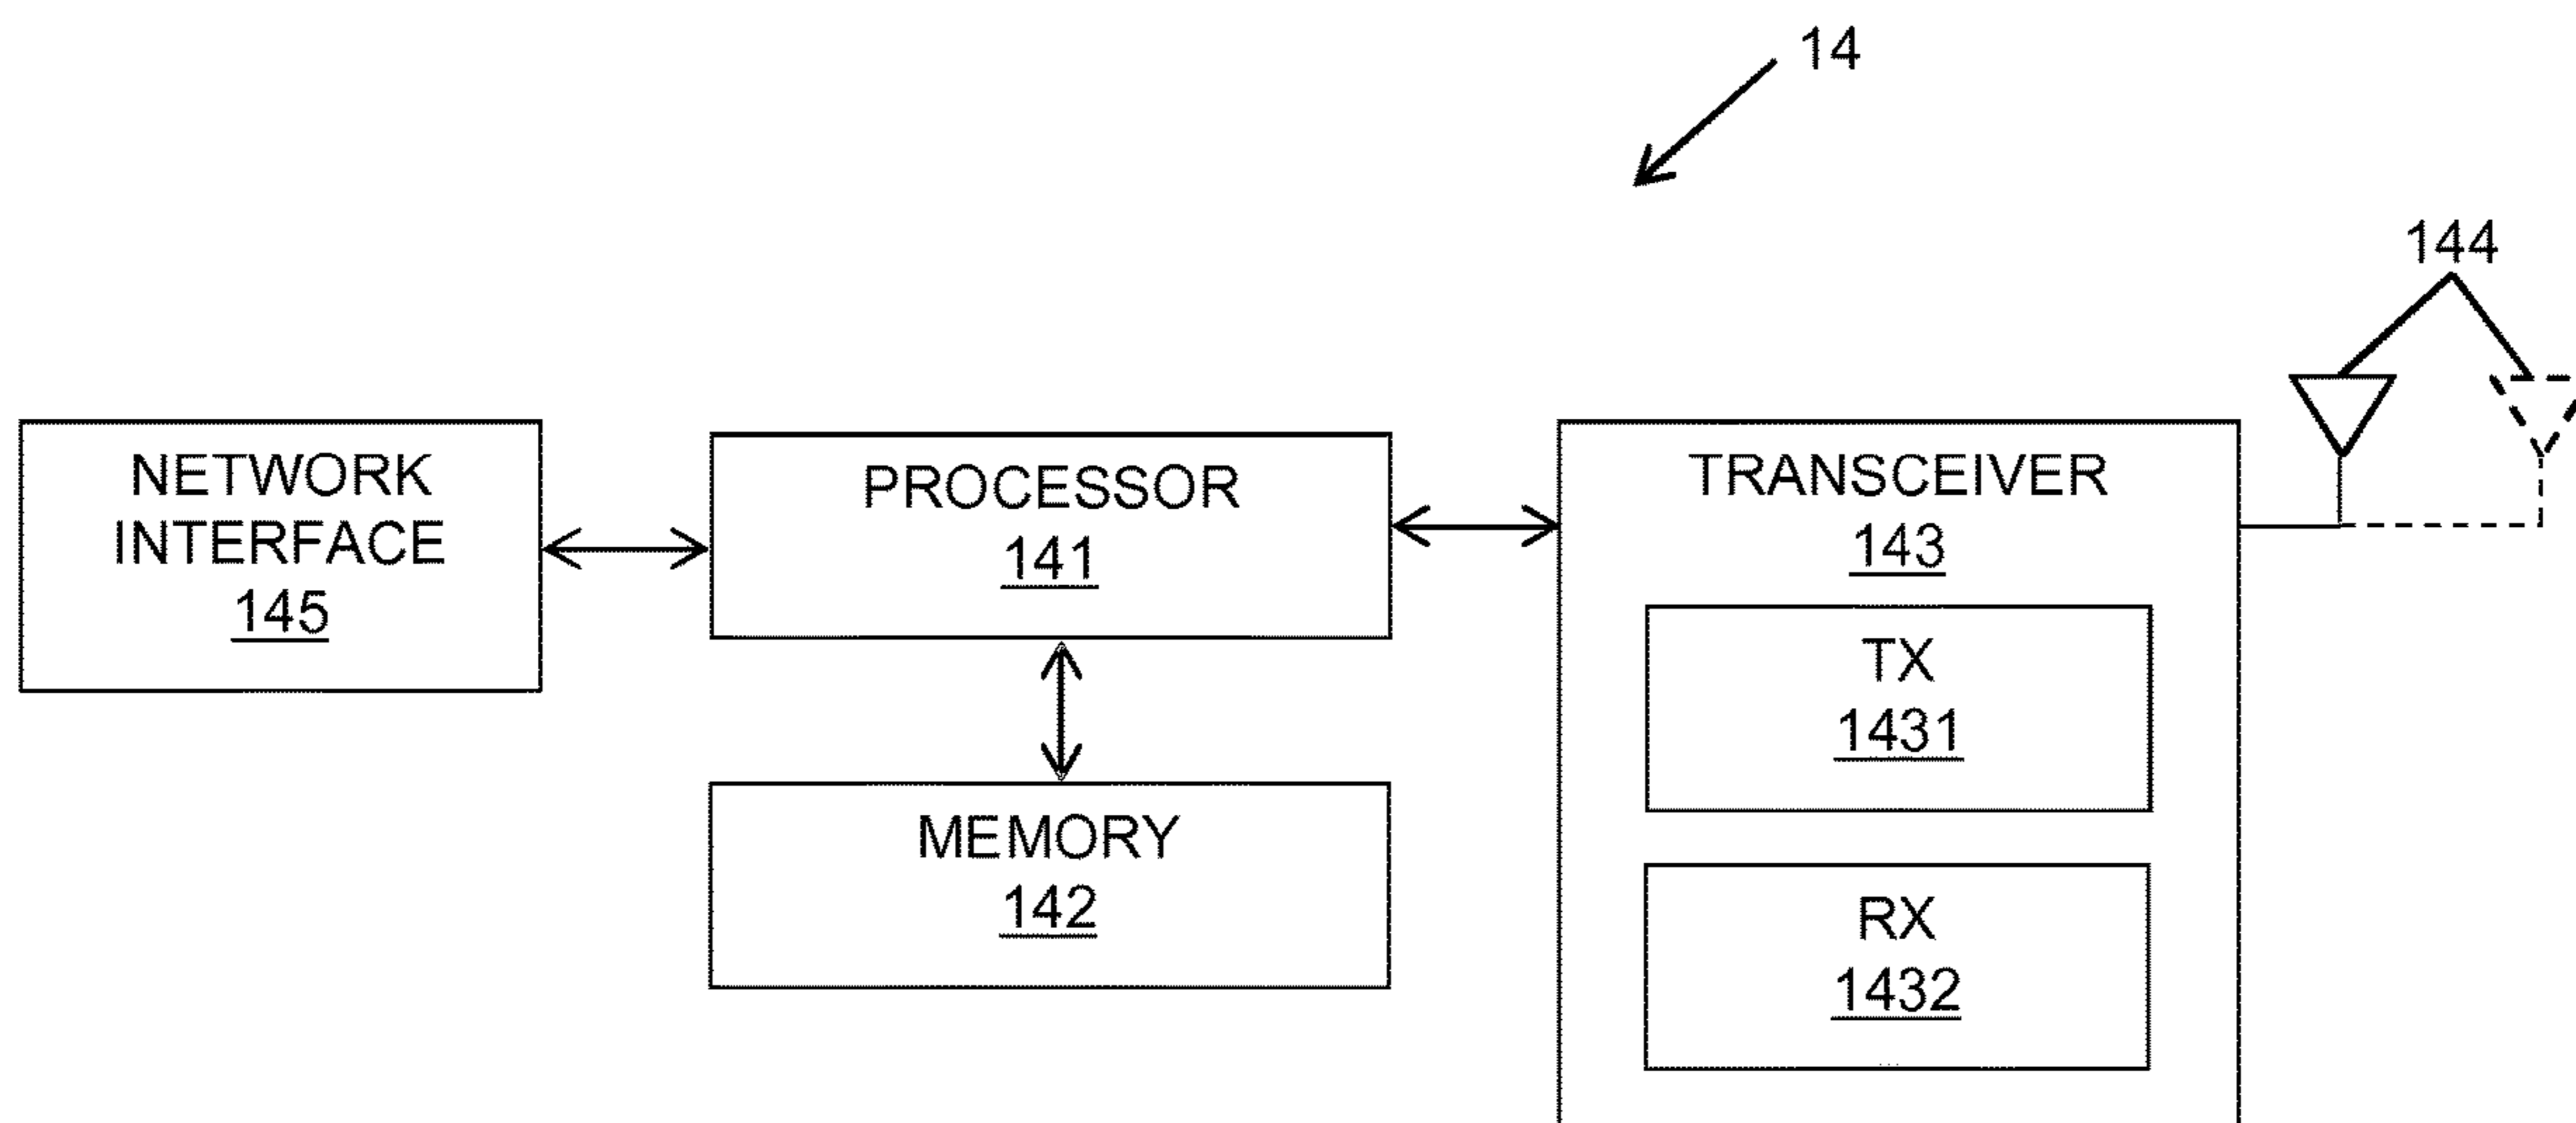 14
144
NETWORK
INTERFACE
145
PROCESSOR
141
MEMORY
142
TRANSCEIVER
143
TX
1431
RX
1432